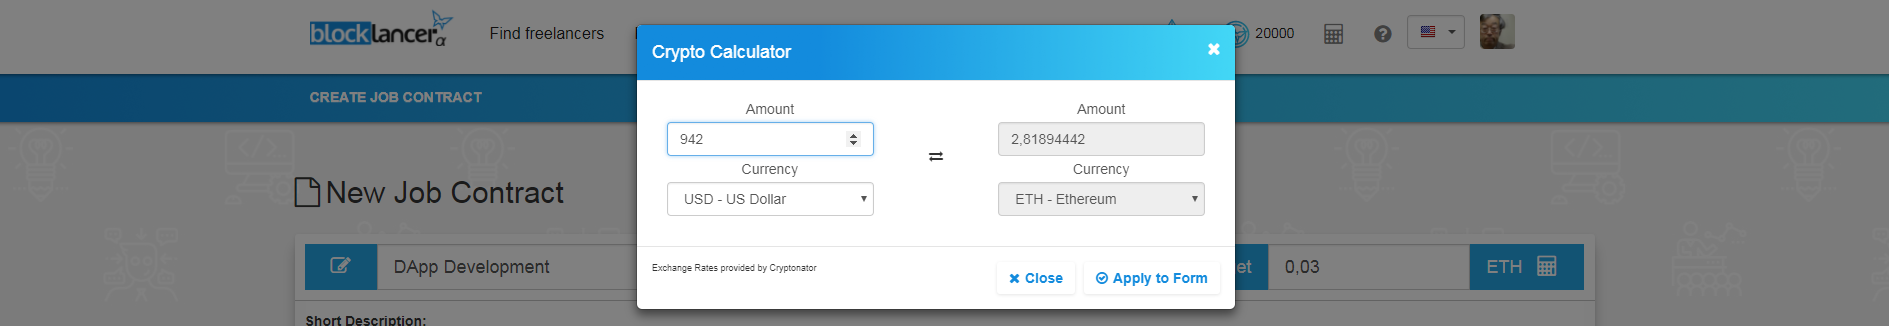 blocklancer α
Find freelancers
20000
CREATE JOB CONTRACT
New Job Contract
DApp Development
et
0,03
ETH
Short Description:
Crypto Calculator
Amount
942
Currency
USD - US Dollar
Amount
2,81894442
Currency
ETH - Ethereum
Exchange Rates provided by Cryptonator
Close
Apply to Form